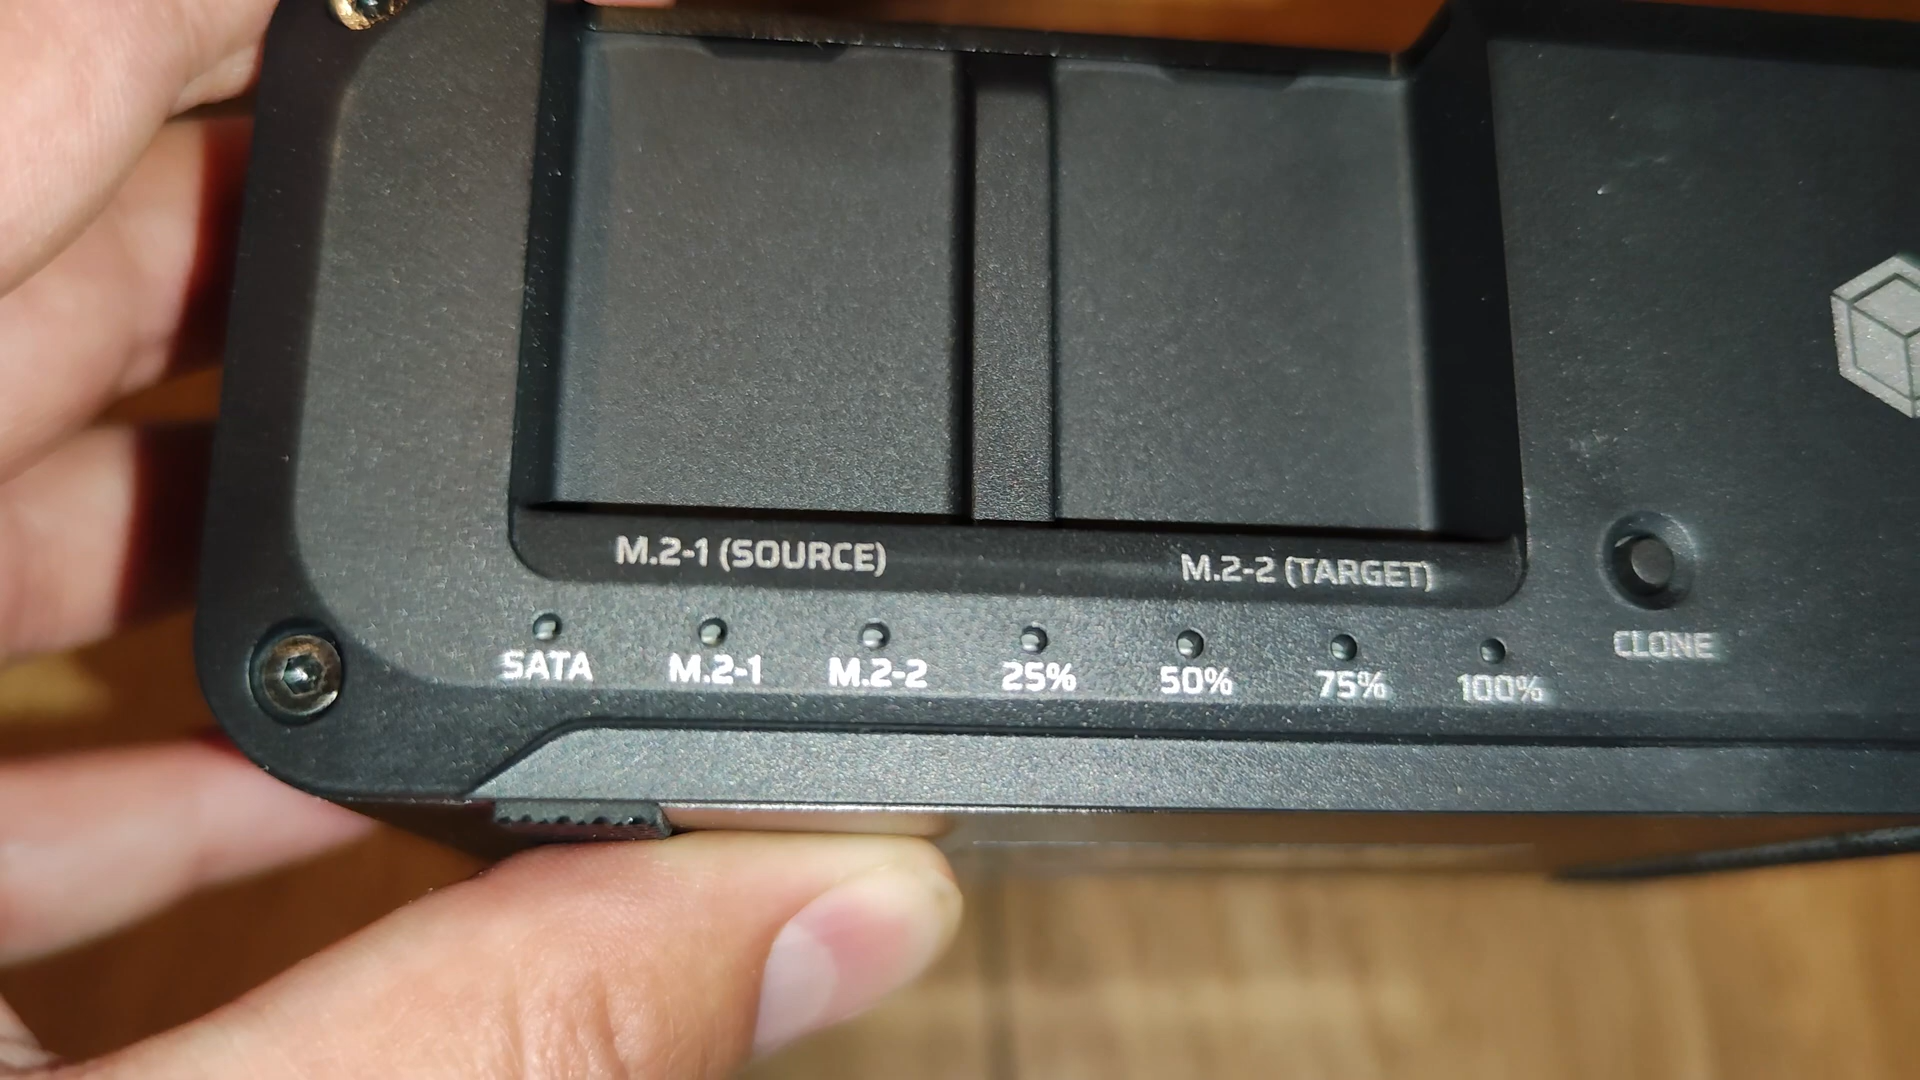 M.2-1 (SOURCE)
M.2-2 (TARGET)
SATA
M.2-1
M.2-2
25%
50%
75%
100%
CLONE